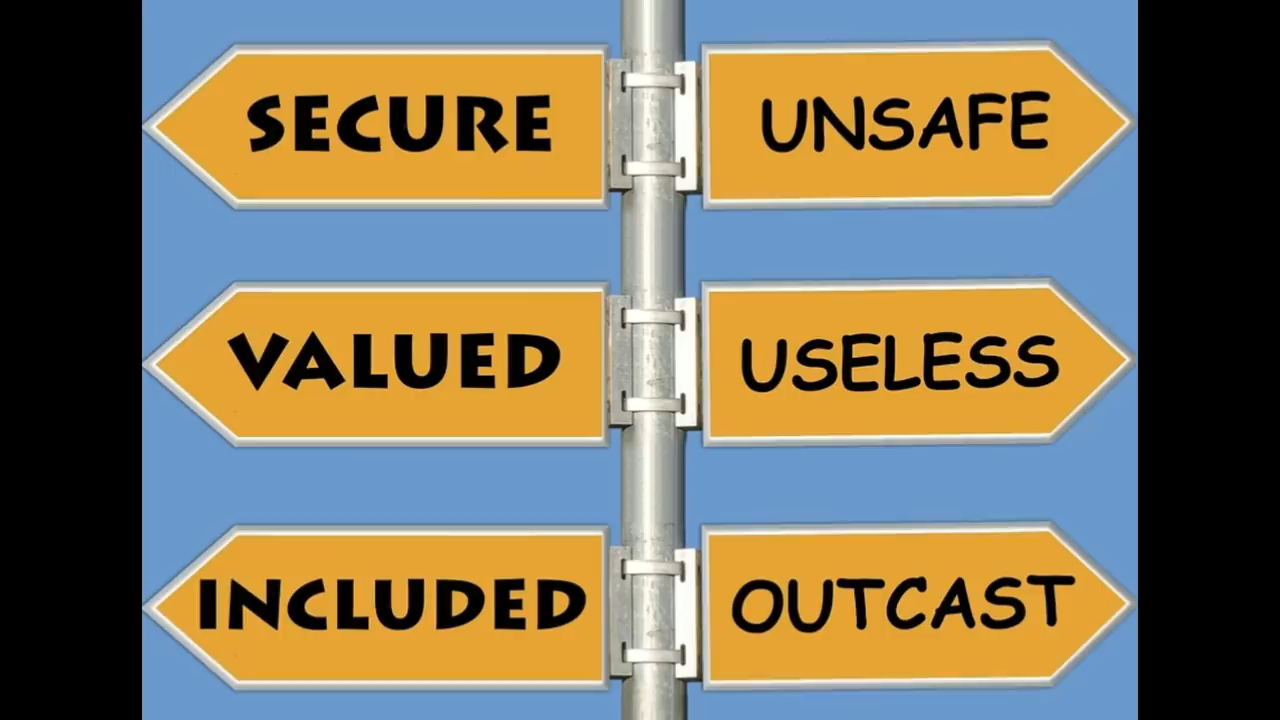 SECURE
UNSAFE
VALUED
USELESS
INCLUDED
OUTCAST